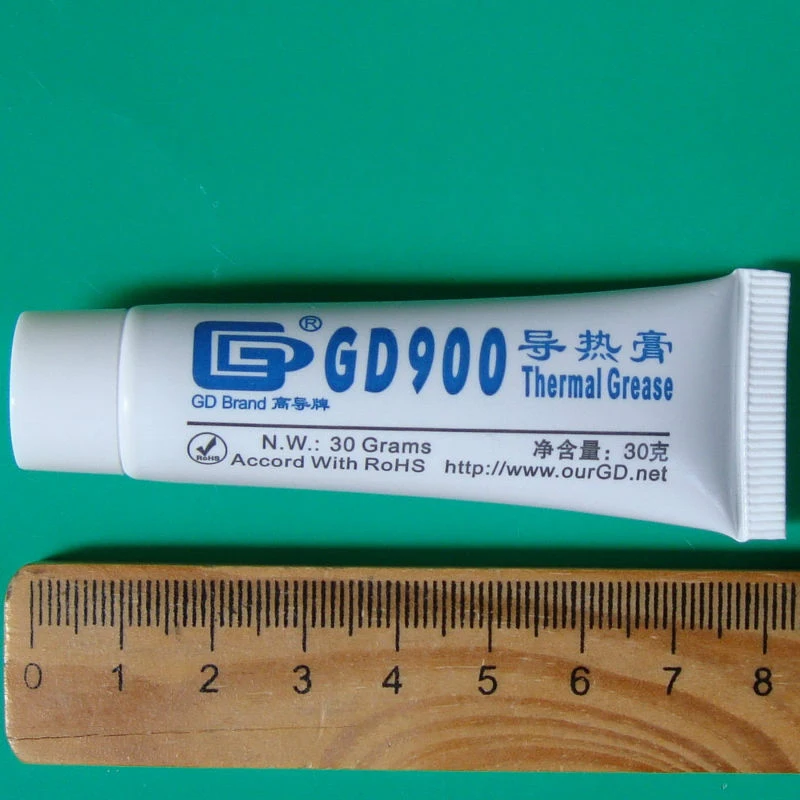 GD ® GD900 导热膏
Thermal Grease
GD Brand 高导牌
N.W.: 30 Grams 净含量: 30克
RoHS Accord With RoHS http://www.ourGD.net
0 1 2 3 4 5 6 7 8